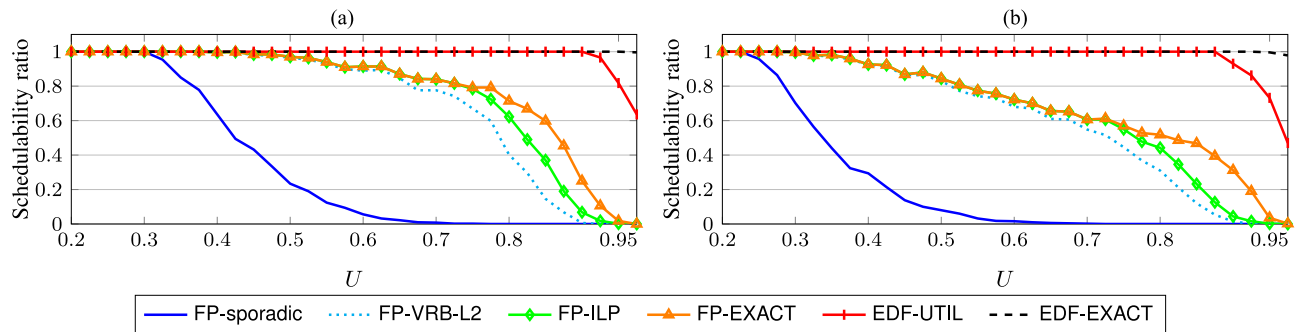 (a)
Schedulability ratio
1
0.8
0.6
0.4
0.2
0
0.2 0.3 0.4 0.5 0.6 0.7 0.8 0.95
U
(b)
Schedulability ratio
1
0.8
0.6
0.4
0.2
0
0.2 0.3 0.4 0.5 0.6 0.7 0.8 0.95
U
FP-sporadic FP-VRB-L2 FP-ILP FP-EXACT EDF-UTIL EDF-EXACT